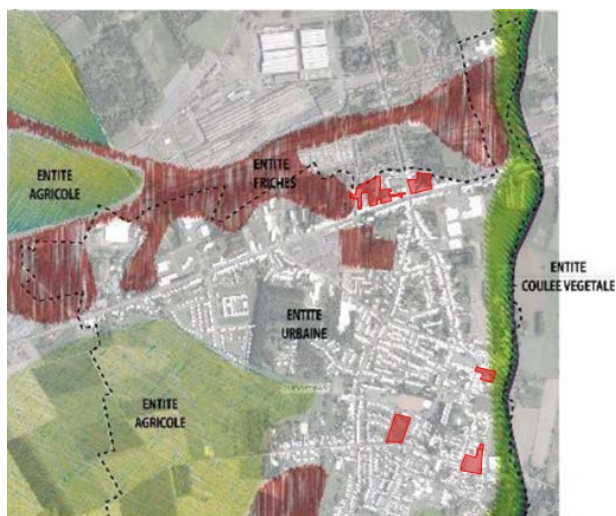 ENTITE
AGRICOLE
ENTITE
FRICHES
ENTITE
COULEE VEGETALE
ENTITE
URBAINE
ENTITE
AGRICOLE